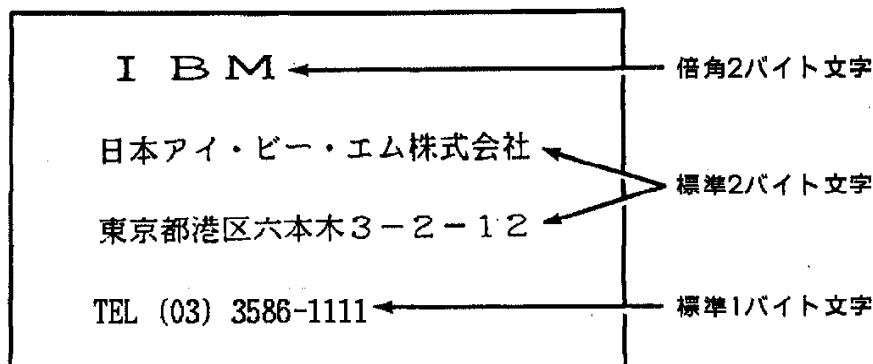 ＩＢＭ
倍角2バイト文字
日本アイ・ビー・エム株式会社
標準2バイト文字
東京都港区六本木３－２－１２
TEL (03) 3586-1111
標準1バイト文字